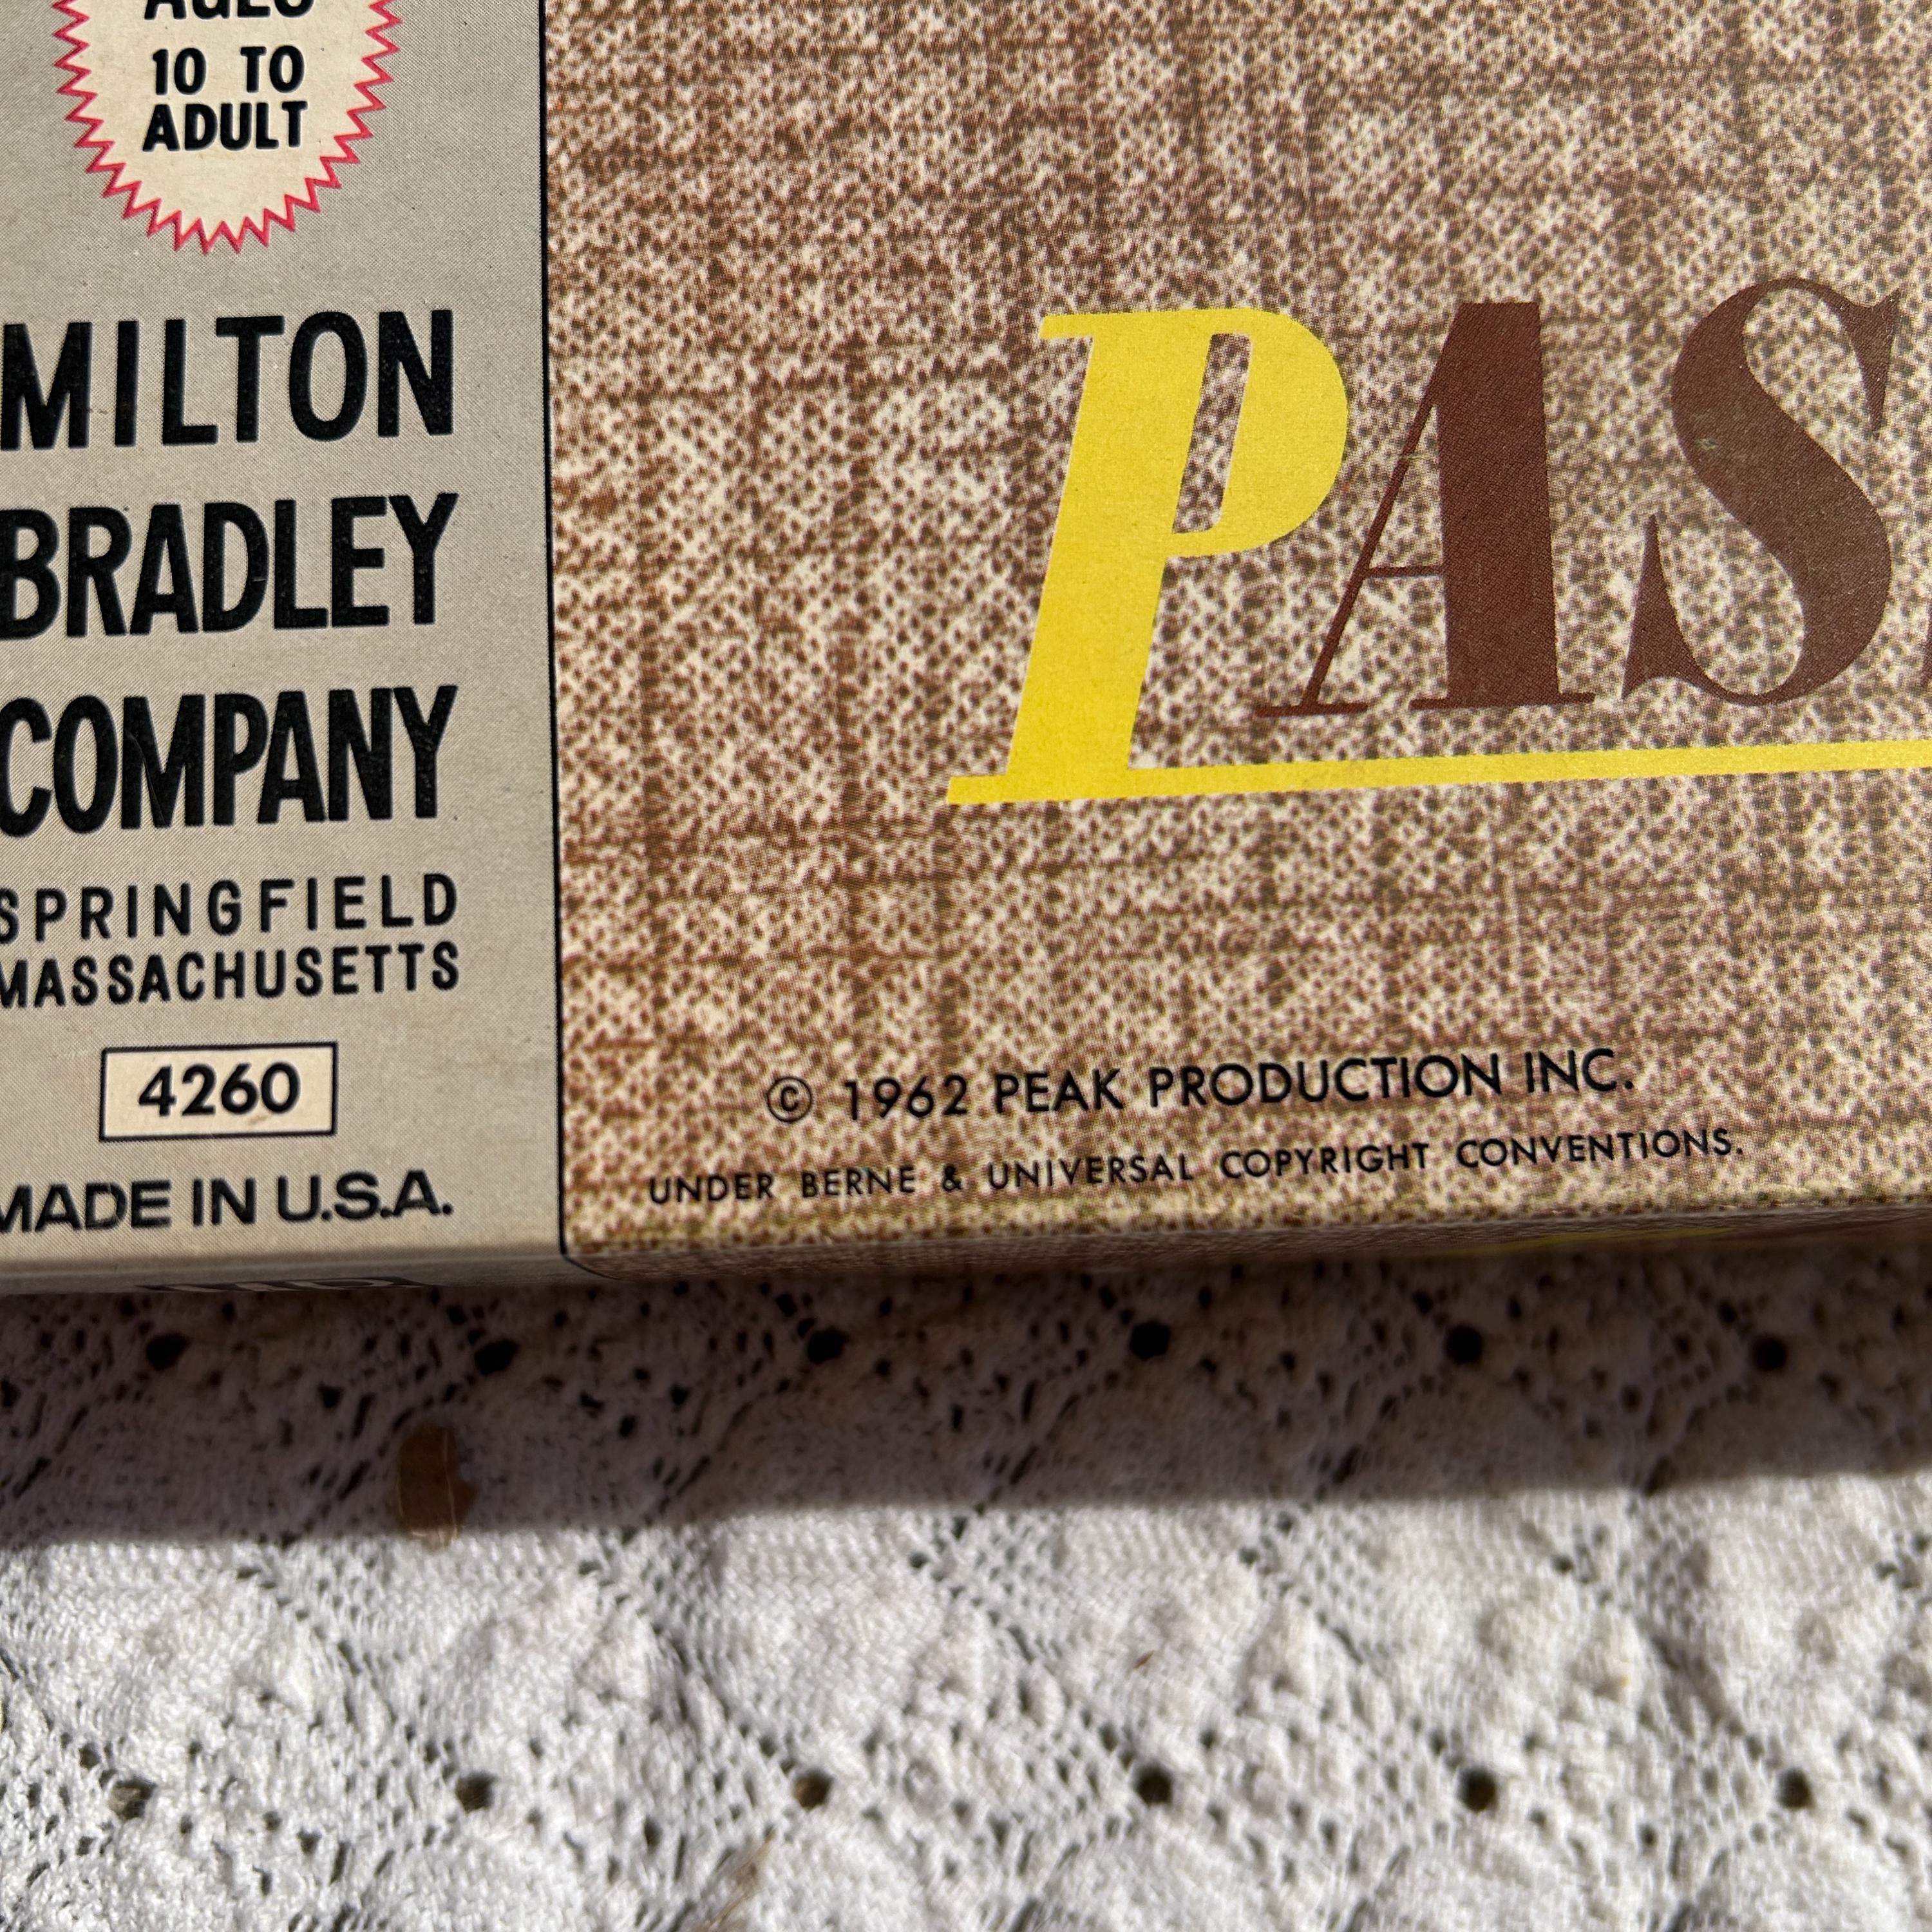 AGES
10 TO
ADULT
MILTON
BRADLEY
COMPANY
SPRINGFIELD
MASSACHUSETTS
4260
MADE IN U.S.A.
PAS
© 1962 PEAK PRODUCTION INC.
UNDER BERNE & UNIVERSAL COPYRIGHT CONVENTIONS.